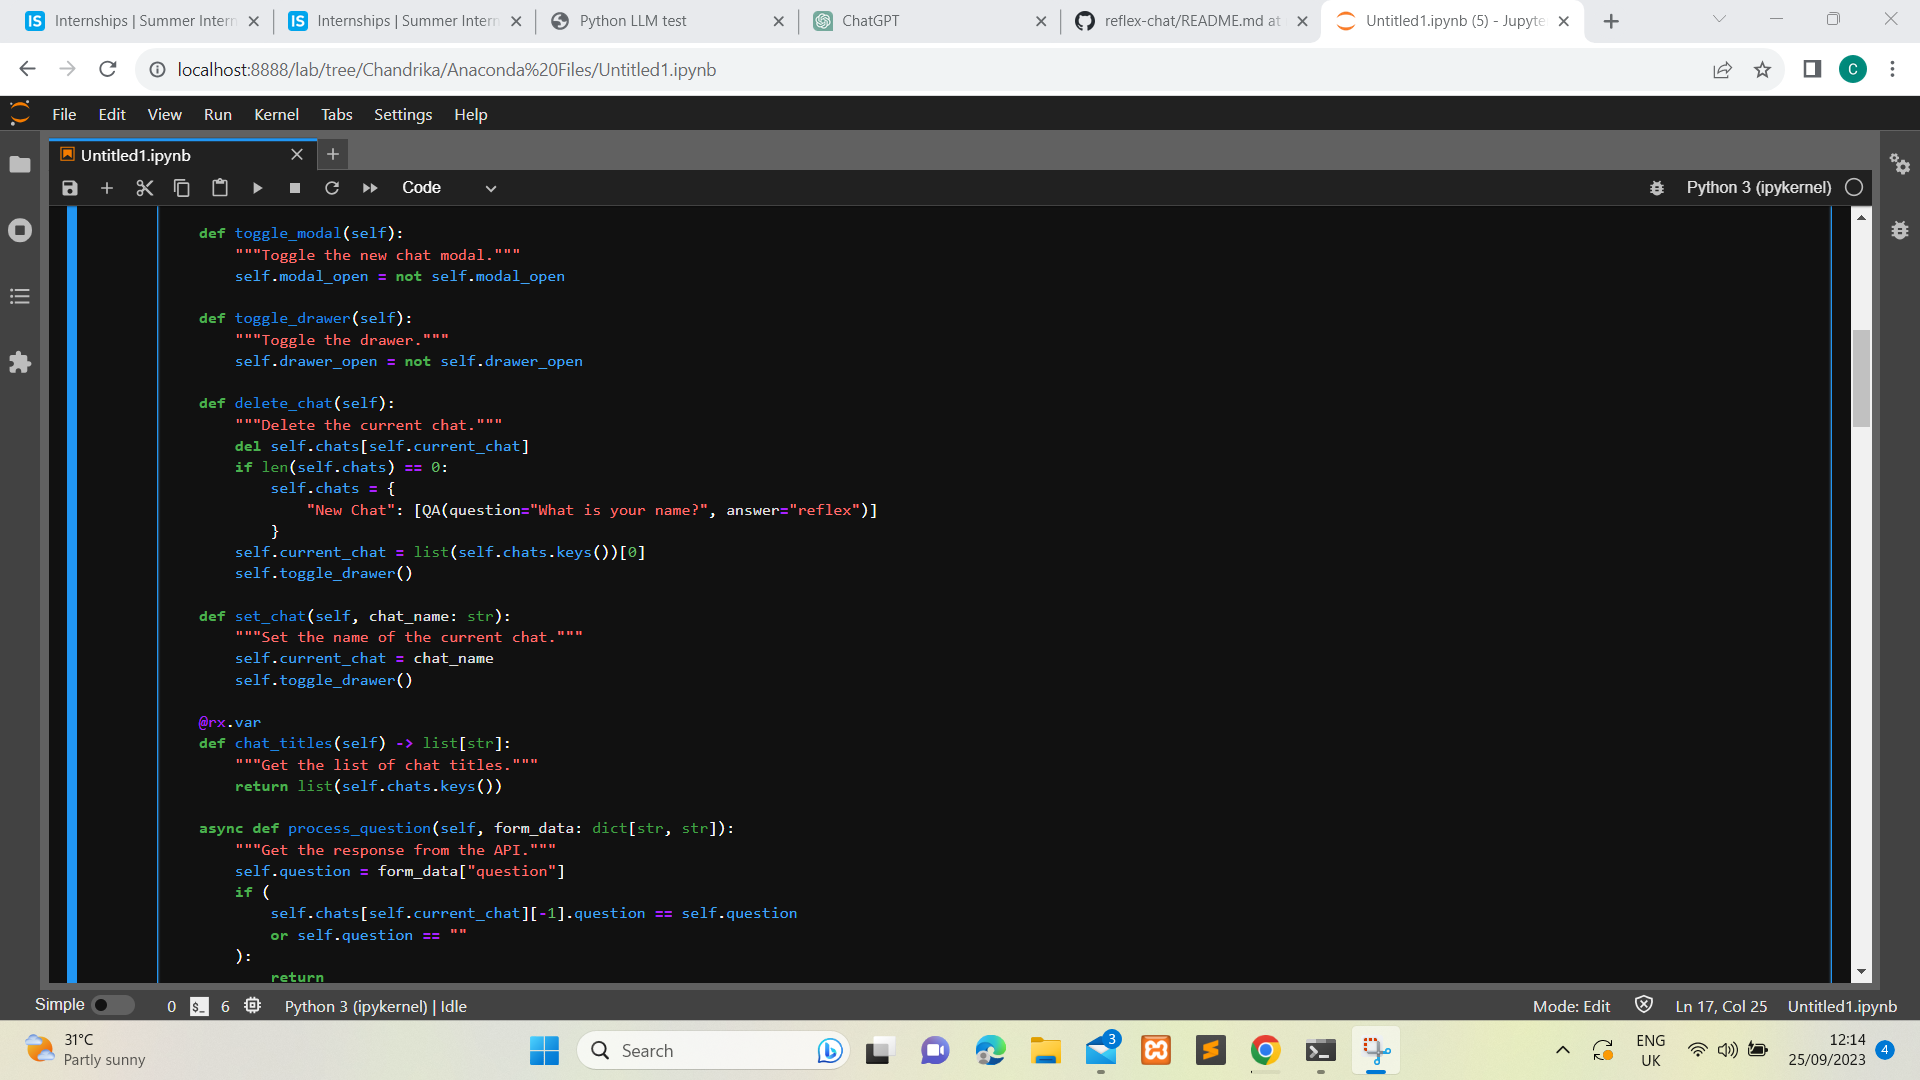 Internships | Summer Intern
Internships | Summer Intern
Python LLM test
ChatGPT
reflex-chat/README.md at
Untitled1.ipynb (5) - Jupyte
localhost:8888/lab/tree/Chandrika/Anaconda%20Files/Untitled1.ipynb
C
File Edit View Run Kernel Tabs Settings Help
Untitled1.ipynb
Code
Python 3 (ipykernel)
def toggle_modal(self):
"""Toggle the new chat modal."""
self.modal_open = not self.modal_open
def toggle_drawer(self):
"""Toggle the drawer."""
self.drawer_open = not self.drawer_open
def delete_chat(self):
"""Delete the current chat."""
del self.chats[self.current_chat]
if len(self.chats) == 0:
self.chats = {
"New Chat": [QA(question="What is your name?", answer="reflex")]
}
self.current_chat = list(self.chats.keys())[0]
self.toggle_drawer()
def set_chat(self, chat_name: str):
"""Set the name of the current chat."""
self.current_chat = chat_name
self.toggle_drawer()
@rx.var
def chat_titles(self) -> list[str]:
"""Get the list of chat titles."""
return list(self.chats.keys())
async def process_question(self, form_data: dict[str, str]):
"""Get the response from the API."""
self.question = form_data["question"]
if (
self.chats[self.current_chat][-1].question == self.question
or self.question == ""
):
return
Simple 0 $_ 6 Python 3 (ipykernel) | Idle
Mode: Edit Ln 17, Col 25 Untitled1.ipynb
31°C
Partly sunny
Search
3
ENG
UK
12:14
25/09/2023
4